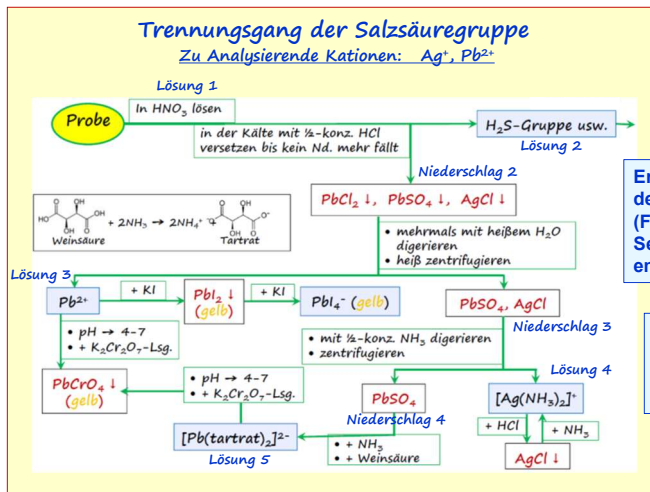 Trennungsgang der Salzsäuregruppe
Zu Analysierende Kationen: Ag⁺, Pb²⁺
Lösung 1
In HNO₃ lösen
Probe
in der Kälte mit ½-konz. HCl
versetzen bis kein Nd. mehr fällt
H₂S-Gruppe usw.
Lösung 2
Niederschlag 2
PbCl₂ ↓, PbSO₄ ↓, AgCl ↓
HO OH OH OH O O
+ 2NH₃ → 2NH₄⁺ +
Weinsäure
Tartrat
• mehrmals mit heißem H₂O
digerieren
• heiß zentrifugieren
Lösung 3
Pb²⁺
+ KI
PbI₂ ↓
(gelb)
+ KI
PbI₄⁻ (gelb)
PbSO₄, AgCl
Niederschlag 3
• pH → 4-7
• + K₂Cr₂O₇-Lsg.
• mit ½-konz. NH₃ digerieren
• zentrifugieren
Lösung 4
PbCrO₄ ↓
(gelb)
• pH → 4-7
• + K₂Cr₂O₇-Lsg.
PbSO₄
Niederschlag 4
[Ag(NH₃)₂]⁺
+ HCl
+ NH₃
[Pb(tartrat)₂]²⁻
Lösung 5
• + NH₃
• + Weinsäure
AgCl ↓